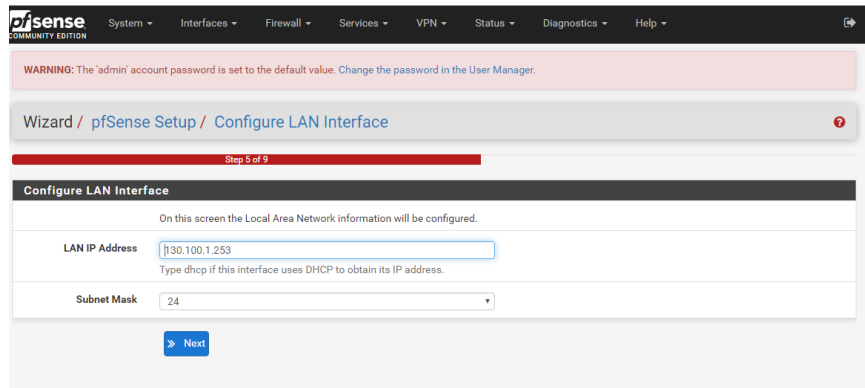 pfsense System Interfaces Firewall Services VPN Status Diagnostics Help
COMMUNITY EDITION
WARNING: The 'admin' account password is set to the default value. Change the password in the User Manager.
Wizard / pfSense Setup / Configure LAN Interface
Step 5 of 9
Configure LAN Interface
On this screen the Local Area Network information will be configured.
LAN IP Address 130.100.1.253
Type dhcp if this interface uses DHCP to obtain its IP address.
Subnet Mask 24
» Next